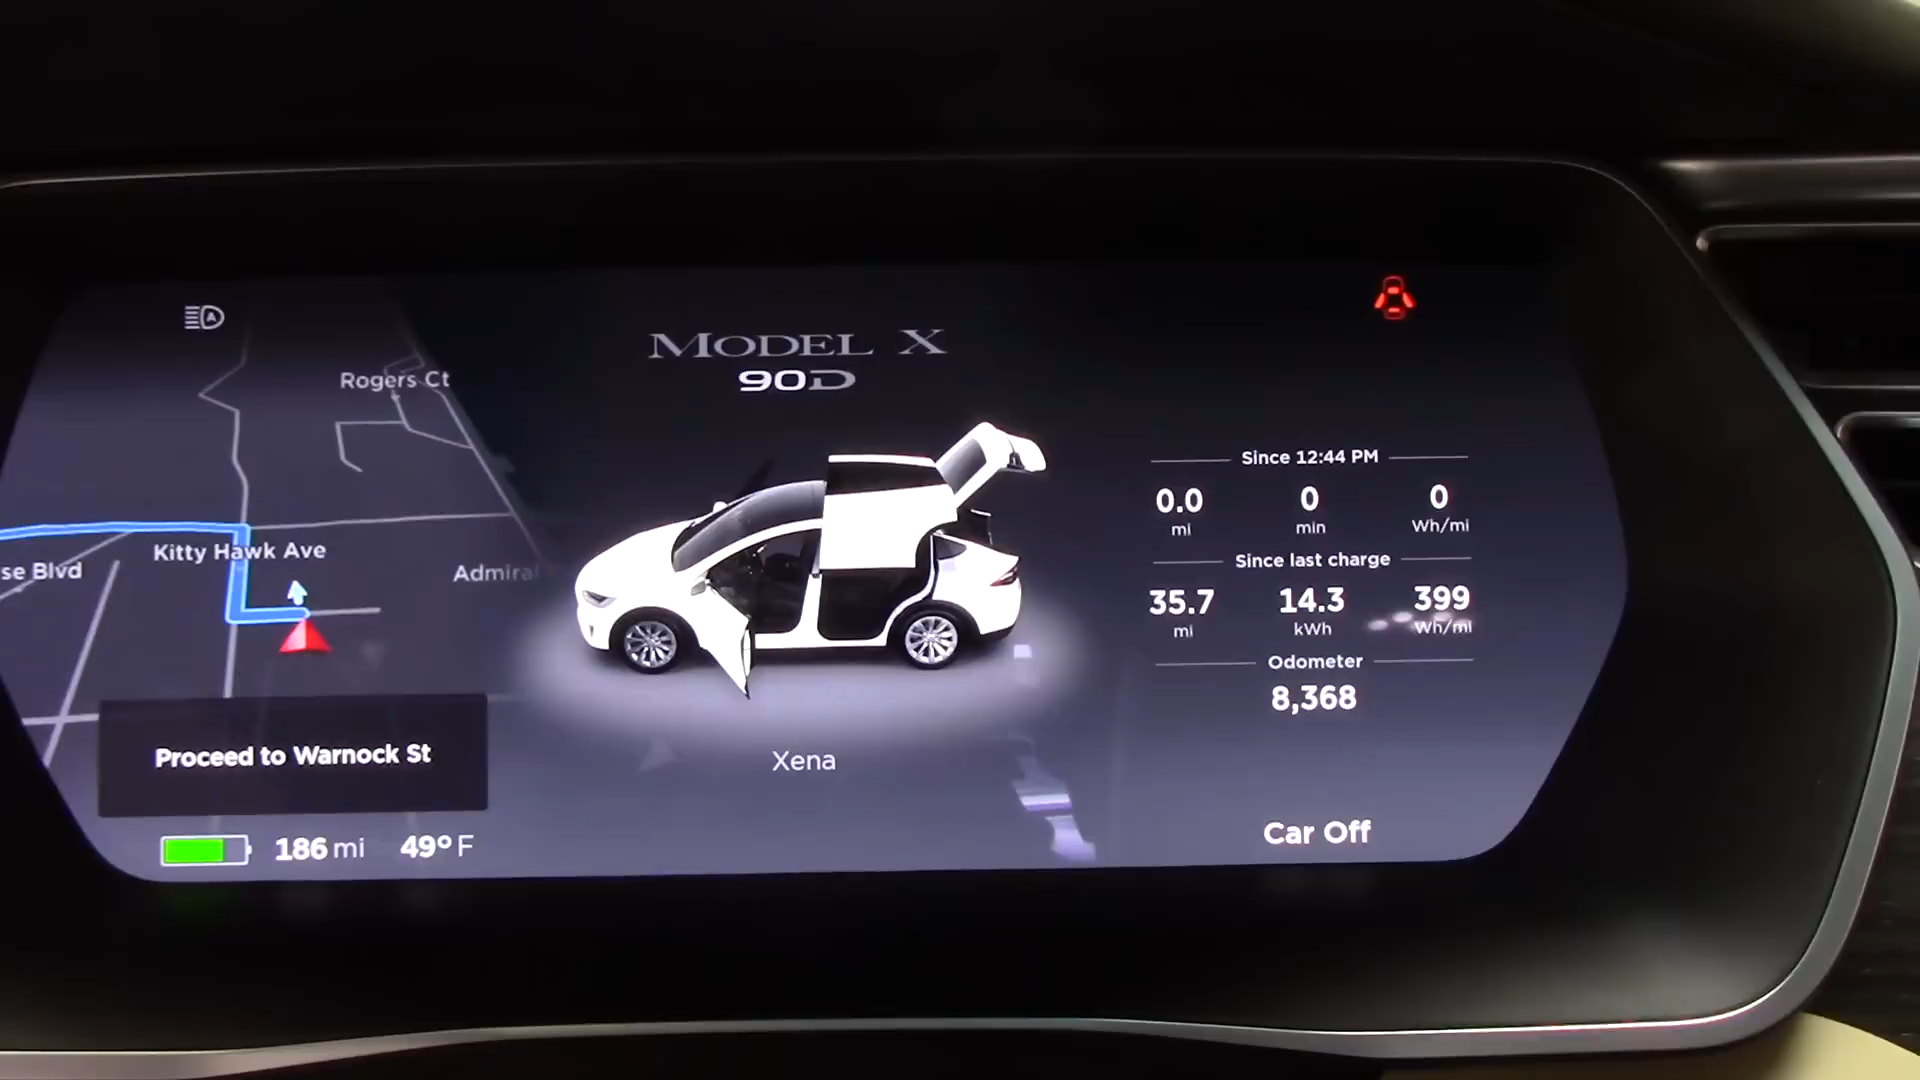 Rogers Ct
Kitty Hawk Ave
se Blvd
Admiral
Proceed to Warnock St
186 mi 49° F
MODEL X
90D
Xena
Since 12:44 PM
0.0 0 0
mi min Wh/mi
Since last charge
35.7 14.3 399
mi kWh Wh/mi
Odometer
8,368
Car Off